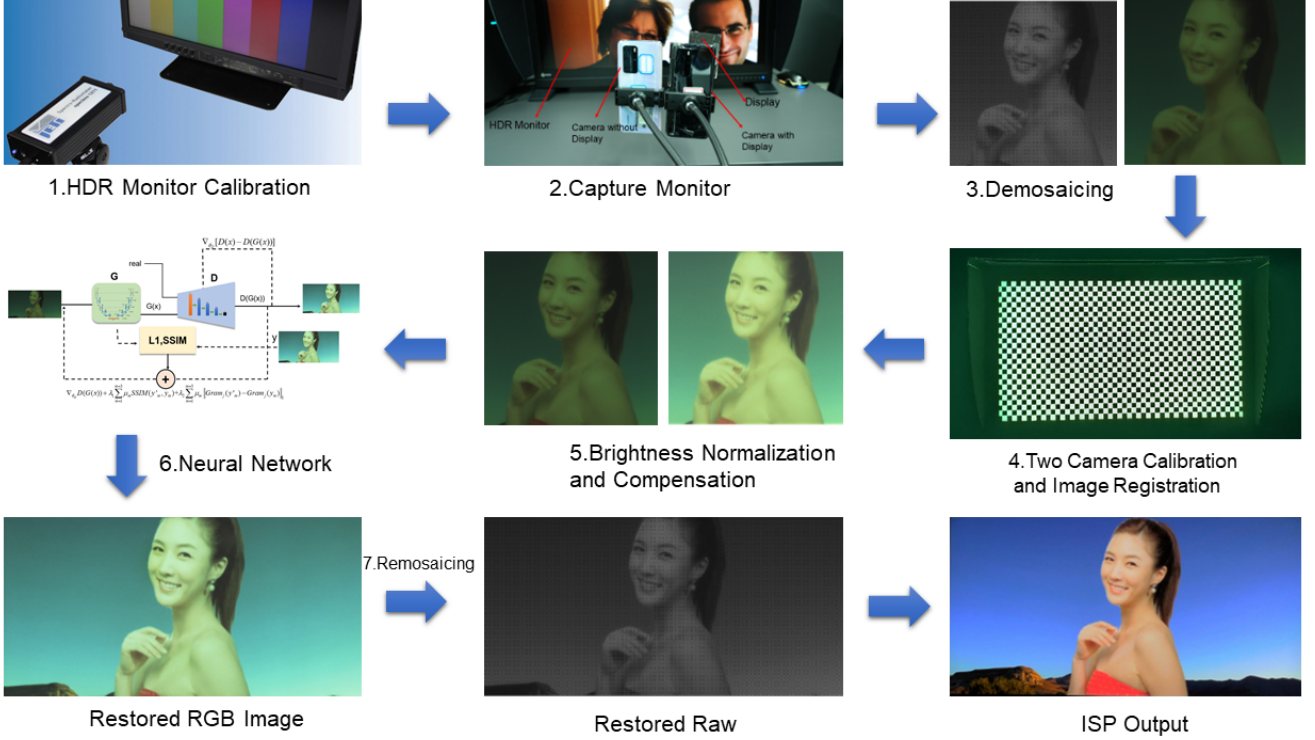 HDR Monitor
Camera without
Display
Display
Camera with
Display
1.HDR Monitor Calibration
2.Capture Monitor
3.Demosaicing
real
G
D
G(x)
D(G(x))
L1,SSIM
y
+
4.Two Camera Calibration
and Image Registration
5.Brightness Normalization
and Compensation
6.Neural Network
7.Remosaicing
Restored RGB Image
Restored Raw
ISP Output